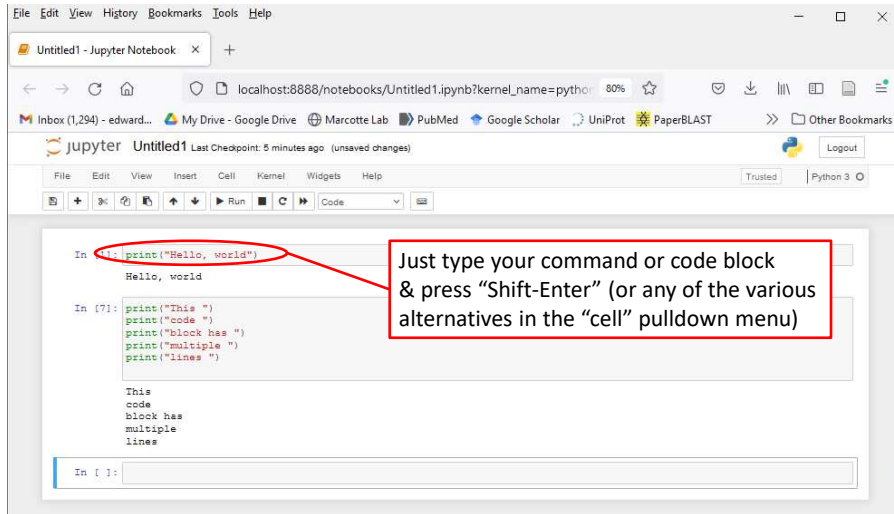 File Edit View History Bookmarks Tools Help
Untitled1 - Jupyter Notebook
localhost:8888/notebooks/Untitled1.ipynb?kernel_name=pytho 80%
Inbox (1,294) - edward... My Drive - Google Drive Marcotte Lab PubMed Google Scholar UniProt PaperBLAST Other Bookmarks
jupyter Untitled1 Last Checkpoint: 5 minutes ago (unsaved changes) Logout
File Edit View Insert Cell Kernel Widgets Help Trusted Python 3
Run Code
In [1]: print("Hello, world")
Hello, world
Just type your command or code block
& press “Shift-Enter” (or any of the various
alternatives in the “cell” pulldown menu)
In [7]: print("This ")
print("code ")
print("block has ")
print("multiple ")
print("lines ")
This
code
block has
multiple
lines
In [ ]: